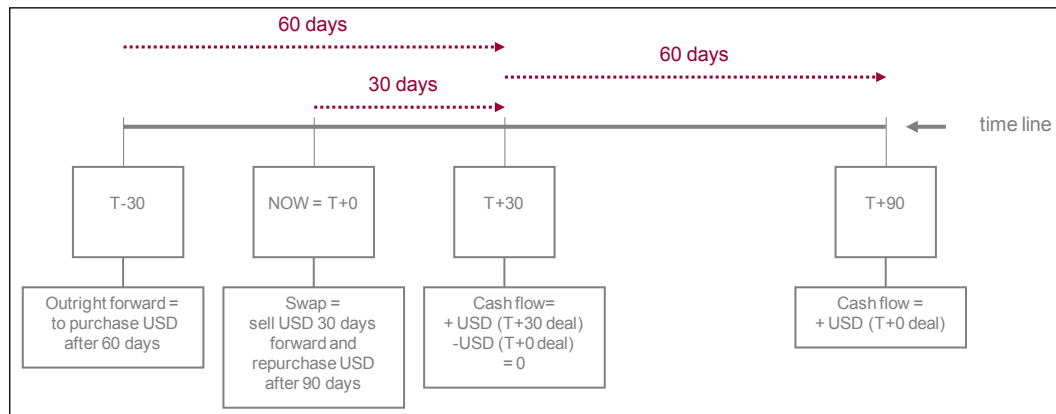 60 days
60 days
30 days
time line
T-30
NOW = T+0
T+30
T+90
Outright forward =
to purchase USD
after 60 days
Swap =
sell USD 30 days
forward and
repurchase USD
after 90 days
Cash flow=
+ USD (T+30 deal)
-USD (T+0 deal)
= 0
Cash flow =
+ USD (T+0 deal)